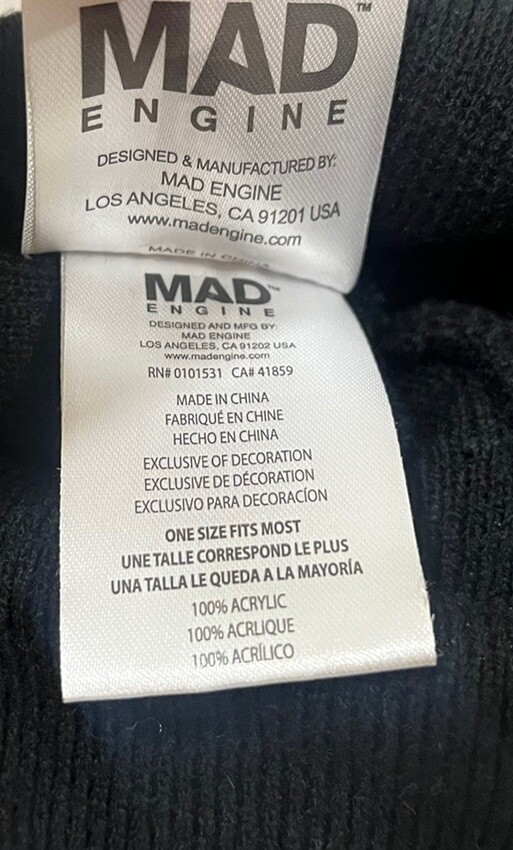 MAD™
ENGINE
DESIGNED & MANUFACTURED BY:
MAD ENGINE
LOS ANGELES, CA 91201 USA
www.madengine.com
MADE IN CHINA
MAD™
ENGINE
DESIGNED AND MFG BY:
MAD ENGINE
LOS ANGELES, CA 91202 USA
www.madengine.com
RN# 0101531 CA# 41859
MADE IN CHINA
FABRIQUÉ EN CHINE
HECHO EN CHINA
EXCLUSIVE OF DECORATION
EXCLUSIVE DE DÉCORATION
EXCLUSIVO PARA DECORACÍON
ONE SIZE FITS MOST
UNE TALLE CORRESPOND LE PLUS
UNA TALLA LE QUEDA A LA MAYORÍA
100% ACRYLIC
100% ACRLIQUE
100% ACRÍLICO